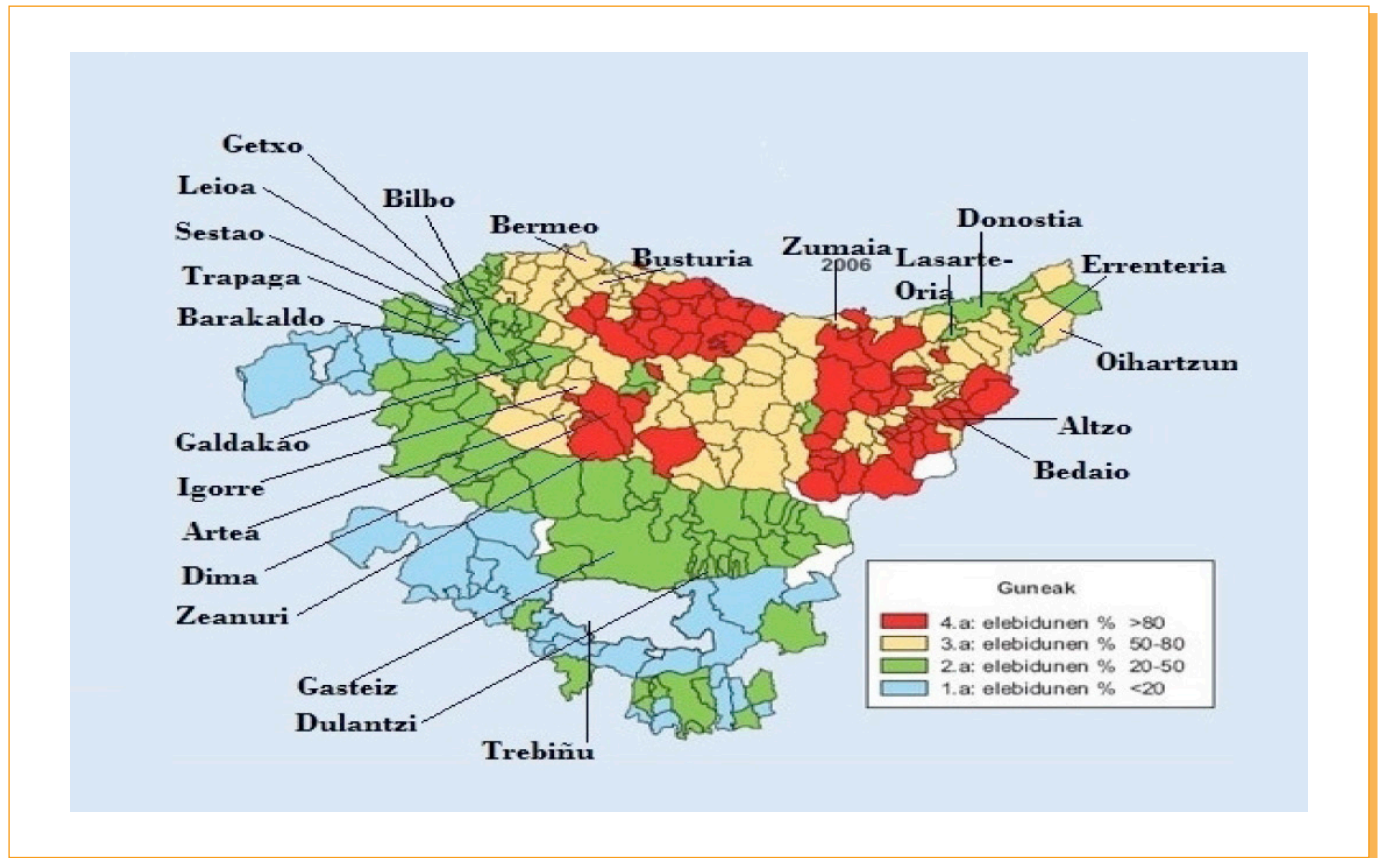 Getxo
Leioa
Bilbo
Sestao
Bermeo
Donostia
Zumaia
Lasarte-
Oria
Busturia
2006
Errenteria
Trapaga
Barakaldo
Oihartzun
Galdakáo
Altzo
Bedaio
Igorre
Arteá
Dima
Zeanuri
Guneak
4.a: elebidunen % >80
3.a: elebidunen % 50-80
2.a: elebidunen % 20-50
1.a: elebidunen % <20
Gasteiz
Dulantzi
Trebiñu